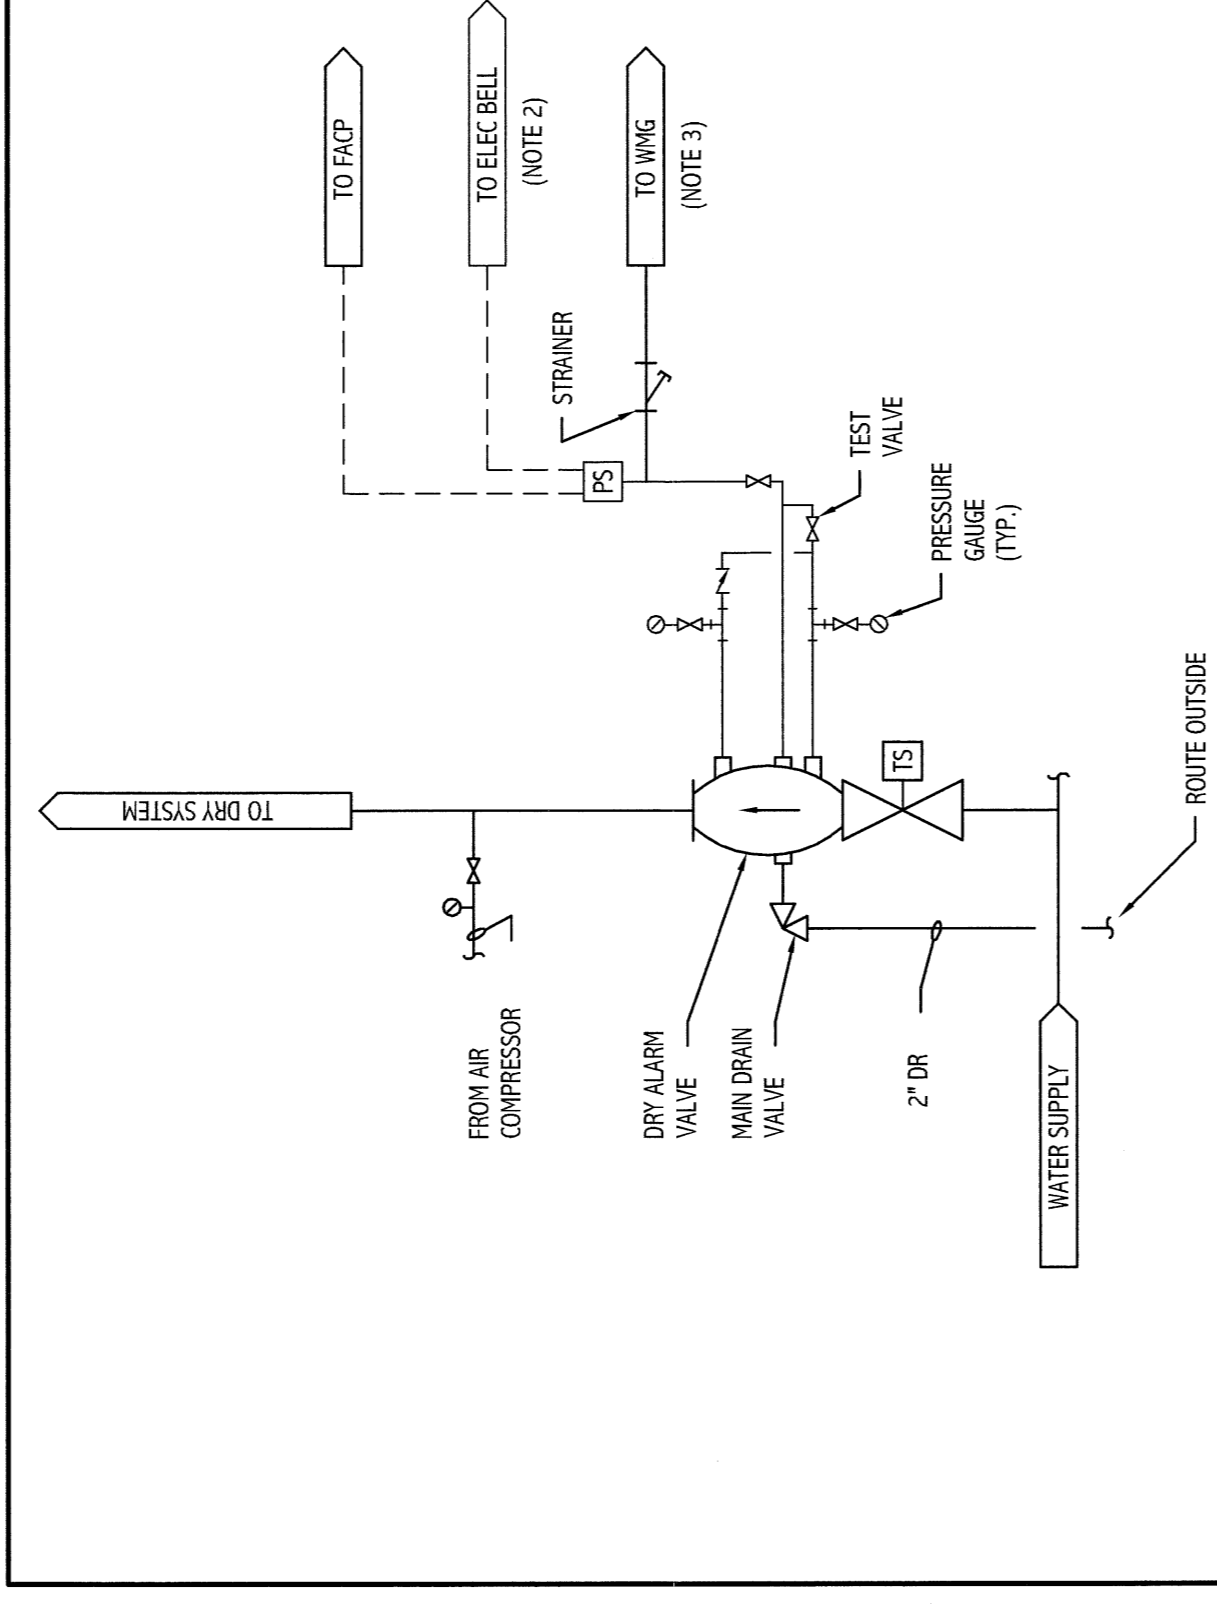 TO FACP
TO ELEC BELL
(NOTE 2)
TO WMG
(NOTE 3)
STRAINER
PS
TEST
VALVE
PRESSURE
GAUGE
(TYP.)
TO DRY SYSTEM
TS
ROUTE OUTSIDE
FROM AIR
COMPRESSOR
DRY ALARM
VALVE
MAIN DRAIN
VALVE
2" DR
WATER SUPPLY